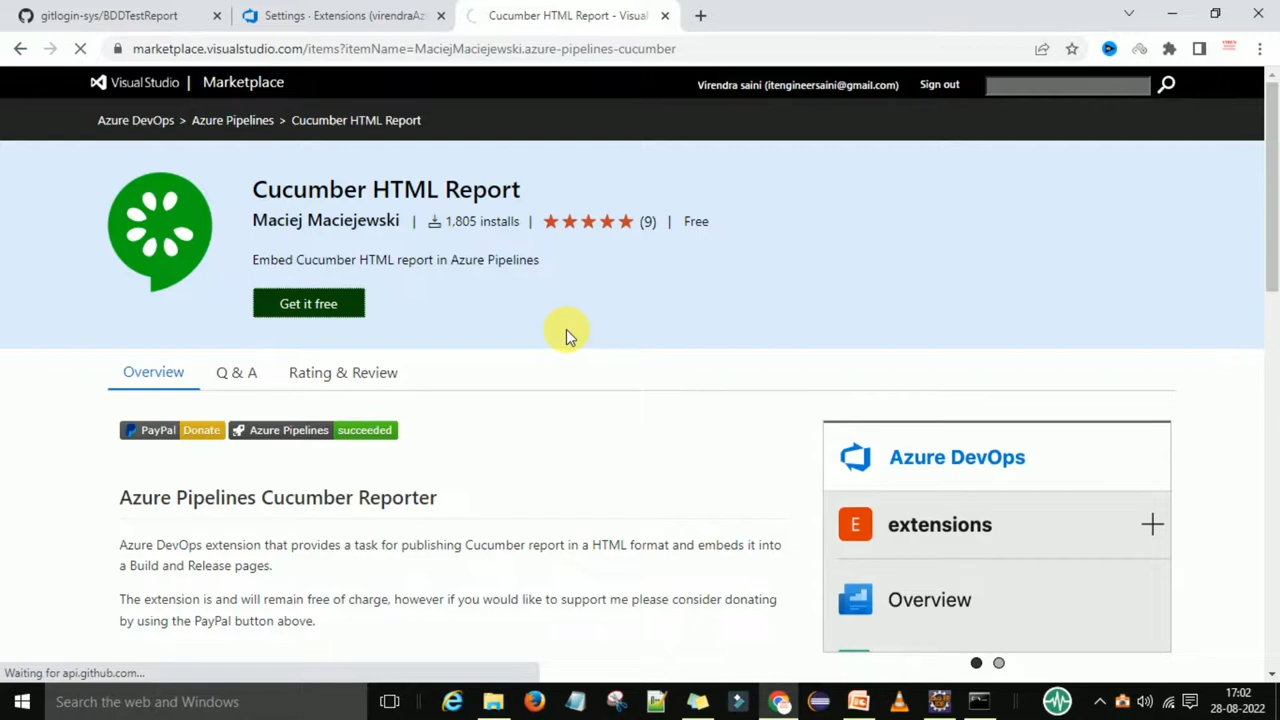 gitlogin-sys/BDDTestReport
Settings · Extensions (virendraAz
Cucumber HTML Report - Visual
marketplace.visualstudio.com/items?itemName=MaciejMaciejewski.azure-pipelines-cucumber
Visual Studio | Marketplace
Virendra saini (itengineersaini@gmail.com) Sign out
Azure DevOps > Azure Pipelines > Cucumber HTML Report
Cucumber HTML Report
Maciej Maciejewski | 1,805 installs | (9) | Free
Embed Cucumber HTML report in Azure Pipelines
Get it free
Overview Q & A Rating & Review
PayPal Donate Azure Pipelines succeeded
Azure Pipelines Cucumber Reporter
Azure DevOps extension that provides a task for publishing Cucumber report in a HTML format and embeds it into
a Build and Release pages.
The extension is and will remain free of charge, however if you would like to support me please consider donating
by using the PayPal button above.
Azure DevOps
E extensions
Overview
Waiting for api.github.com...
Search the web and Windows
17:02
28-08-2022